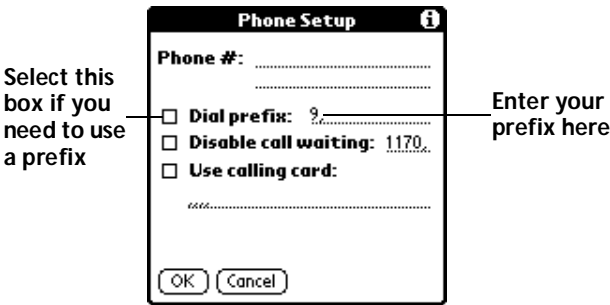 Phone Setup
Phone #:
Select this
box if you
need to use
a prefix
Dial prefix: 9,
Enter your
prefix here
Disable call waiting: 1170,
Use calling card:
,,,,
OK Cancel